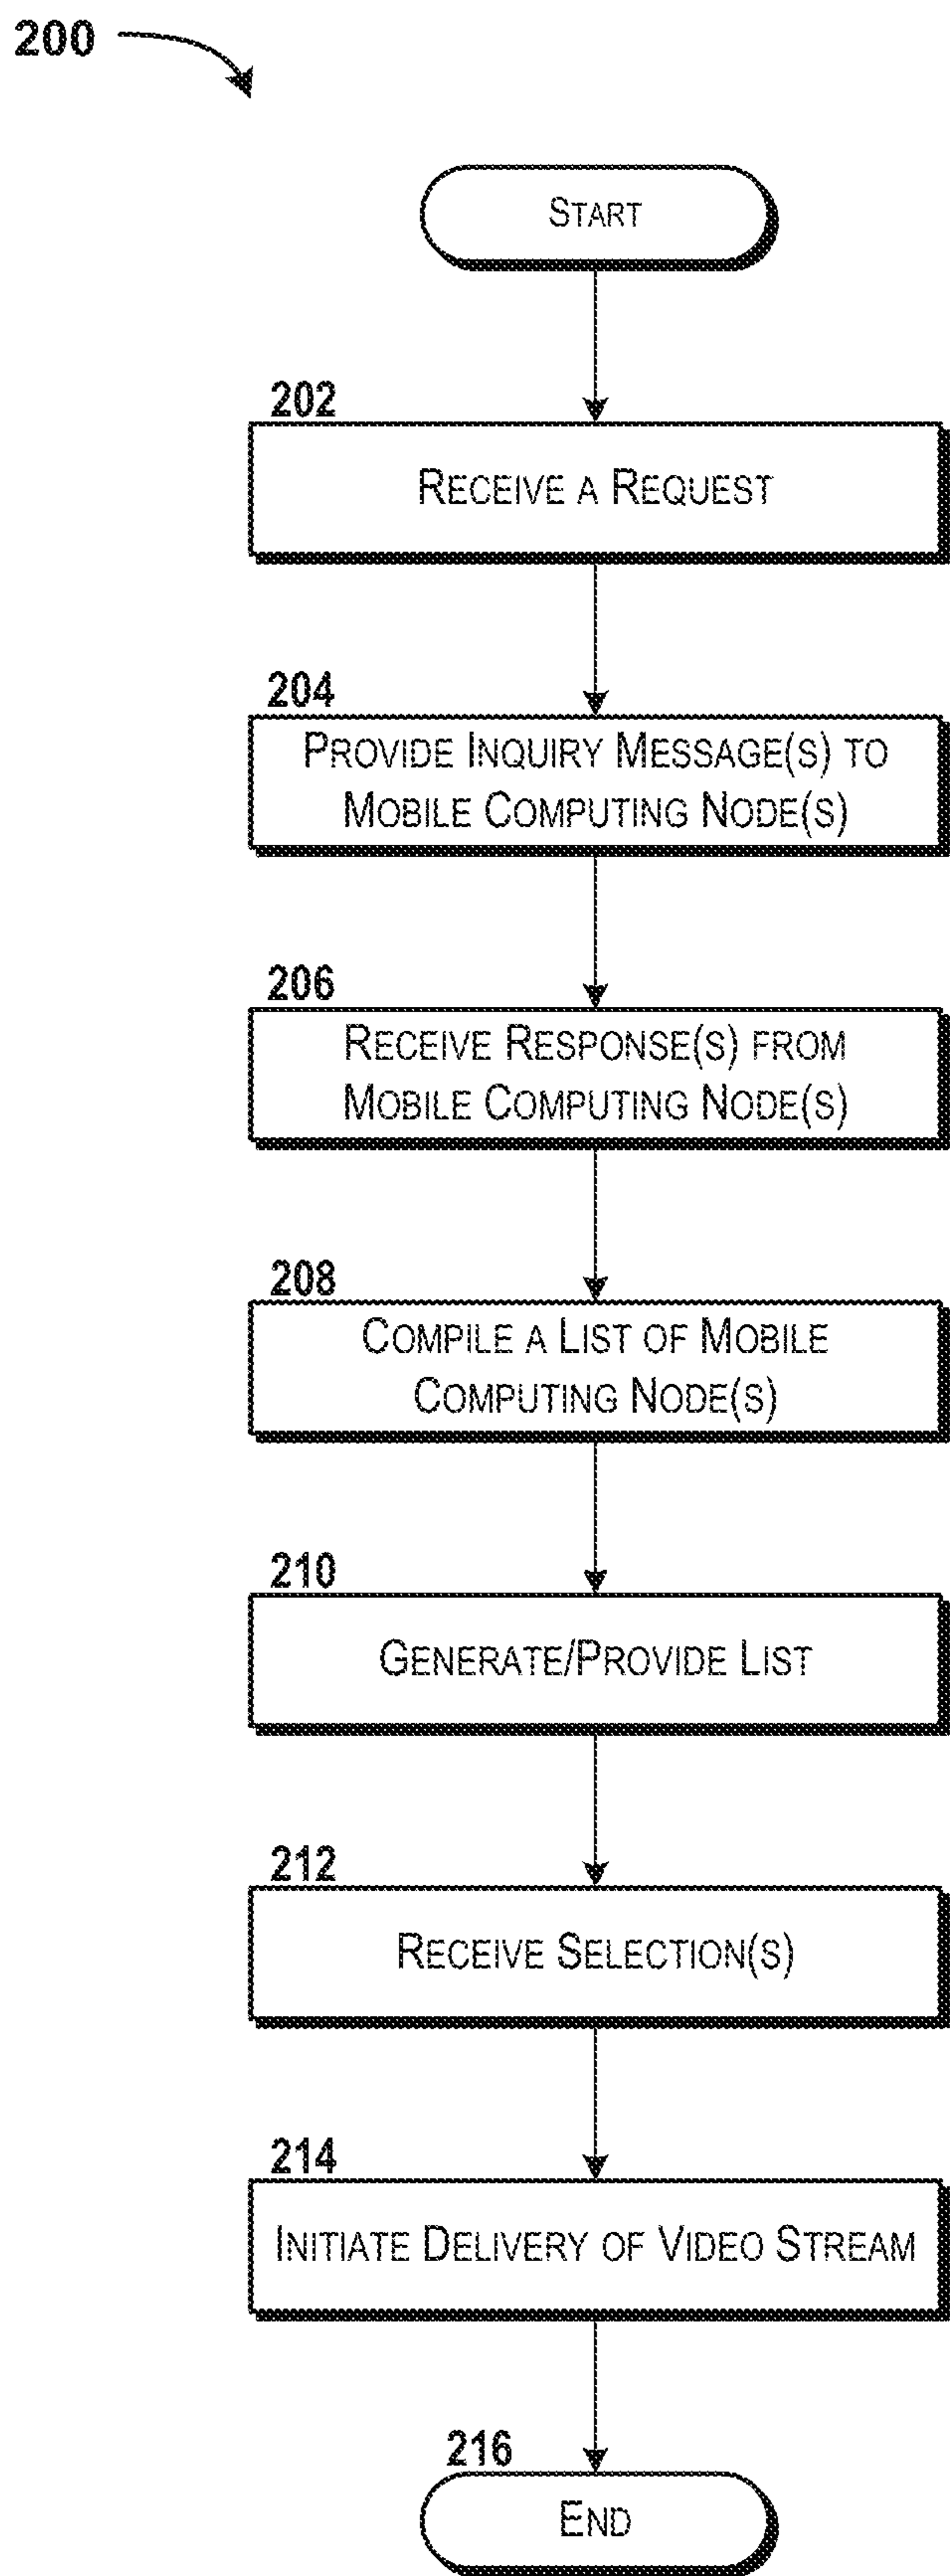 200
START
202
RECEIVE A REQUEST
204
PROVIDE INQUIRY MESSAGE(S) TO
MOBILE COMPUTING NODE(S)
206
RECEIVE RESPONSE(S) FROM
MOBILE COMPUTING NODE(S)
208
COMPILE A LIST OF MOBILE
COMPUTING NODE(S)
210
GENERATE/PROVIDE LIST
212
RECEIVE SELECTION(S)
214
INITIATE DELIVERY OF VIDEO STREAM
216
END